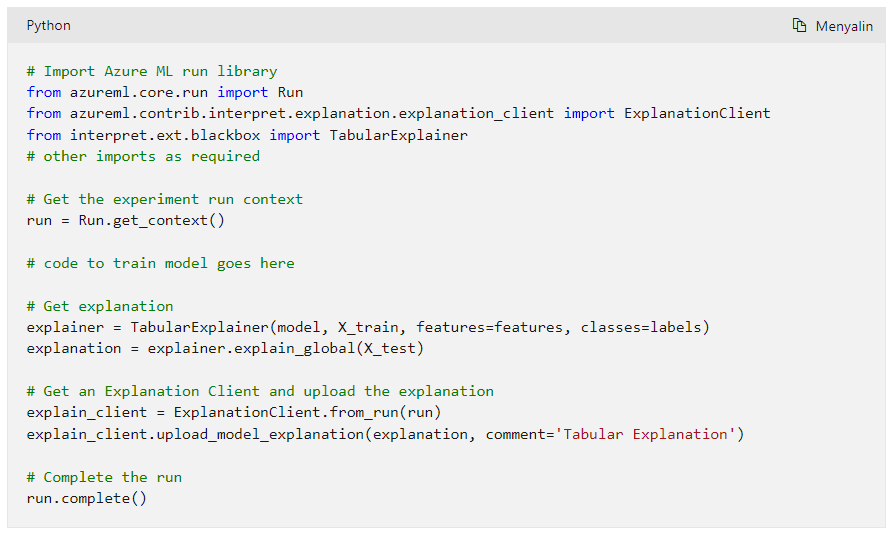 Python
Menyalin
# Import Azure ML run library
from azureml.core.run import Run
from azureml.contrib.interpret.explanation.explanation_client import ExplanationClient
from interpret.ext.blackbox import TabularExplainer
# other imports as required
# Get the experiment run context
run = Run.get_context()
# code to train model goes here
# Get explanation
explainer = TabularExplainer(model, X_train, features=features, classes=labels)
explanation = explainer.explain_global(X_test)
# Get an Explanation Client and upload the explanation
explain_client = ExplanationClient.from_run(run)
explain_client.upload_model_explanation(explanation, comment='Tabular Explanation')
# Complete the run
run.complete()